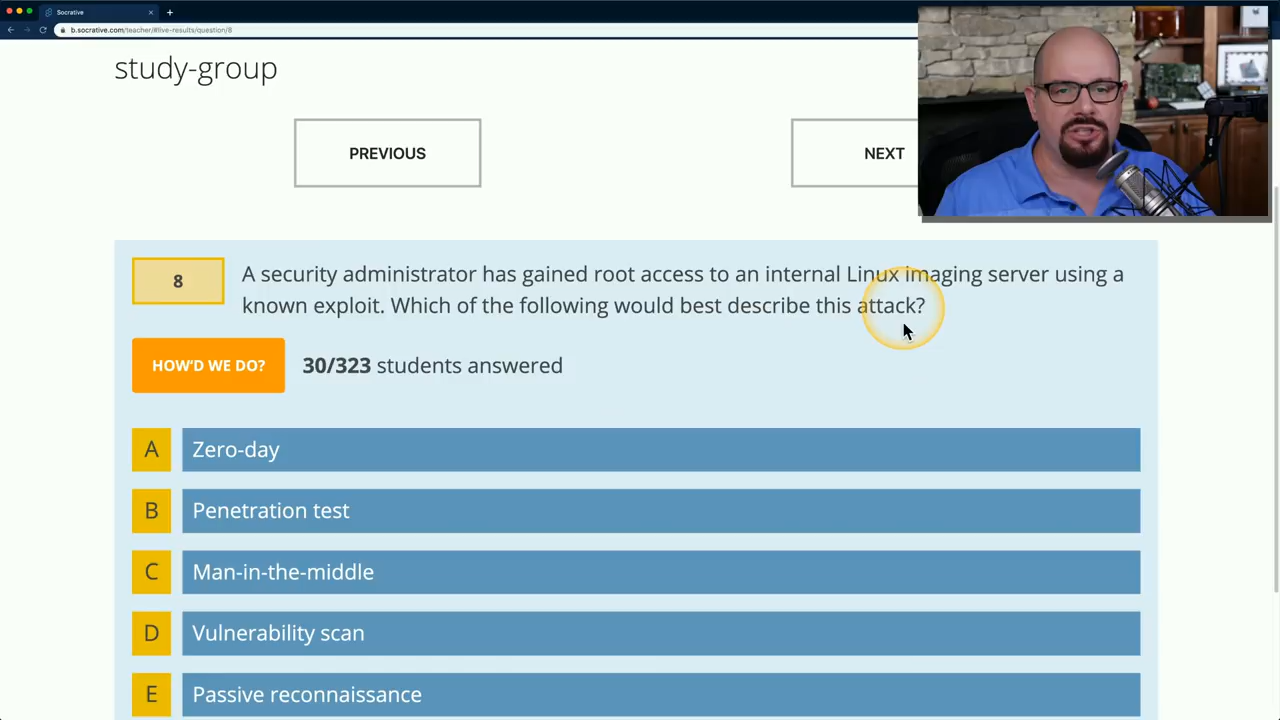 Socrative
b.socrative.com/teacher/#live-results/question/8
study-group
PREVIOUS
NEXT
8
A security administrator has gained root access to an internal Linux imaging server using a
known exploit. Which of the following would best describe this attack?
HOW'D WE DO?
30/323 students answered
A
Zero-day
B
Penetration test
C
Man-in-the-middle
D
Vulnerability scan
E
Passive reconnaissance